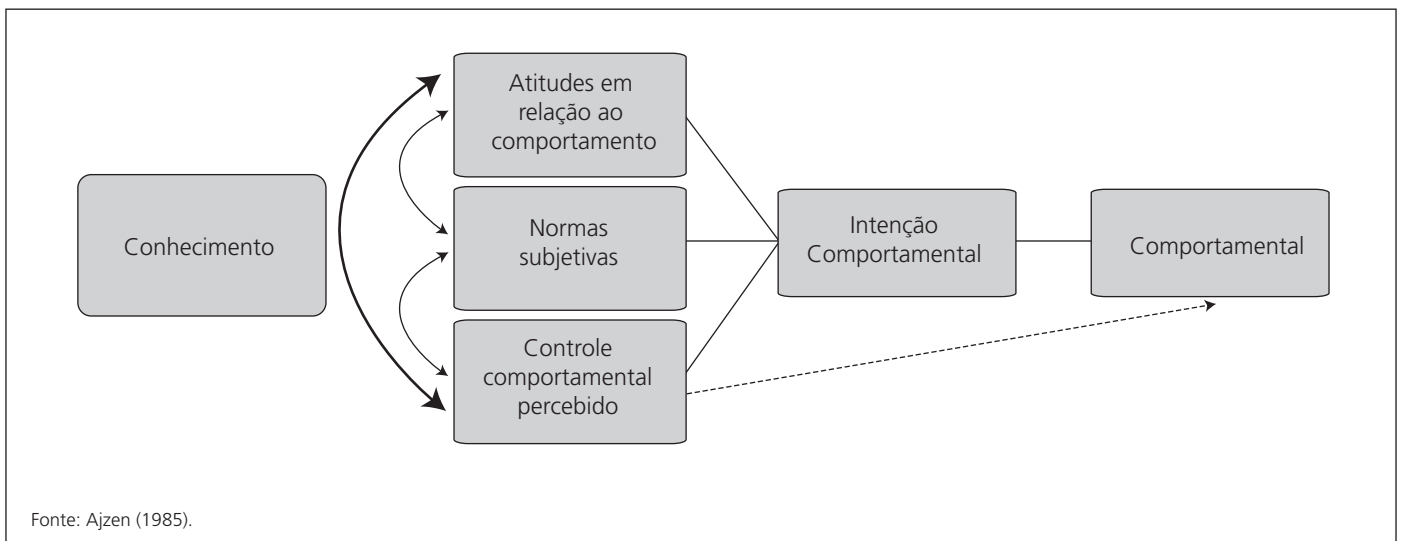 Conhecimento
Atitudes em
relação ao
comportamento
Normas
subjetivas
Controle
comportamental
percebido
Intenção
Comportamental
Comportamental
Fonte: Ajzen (1985).